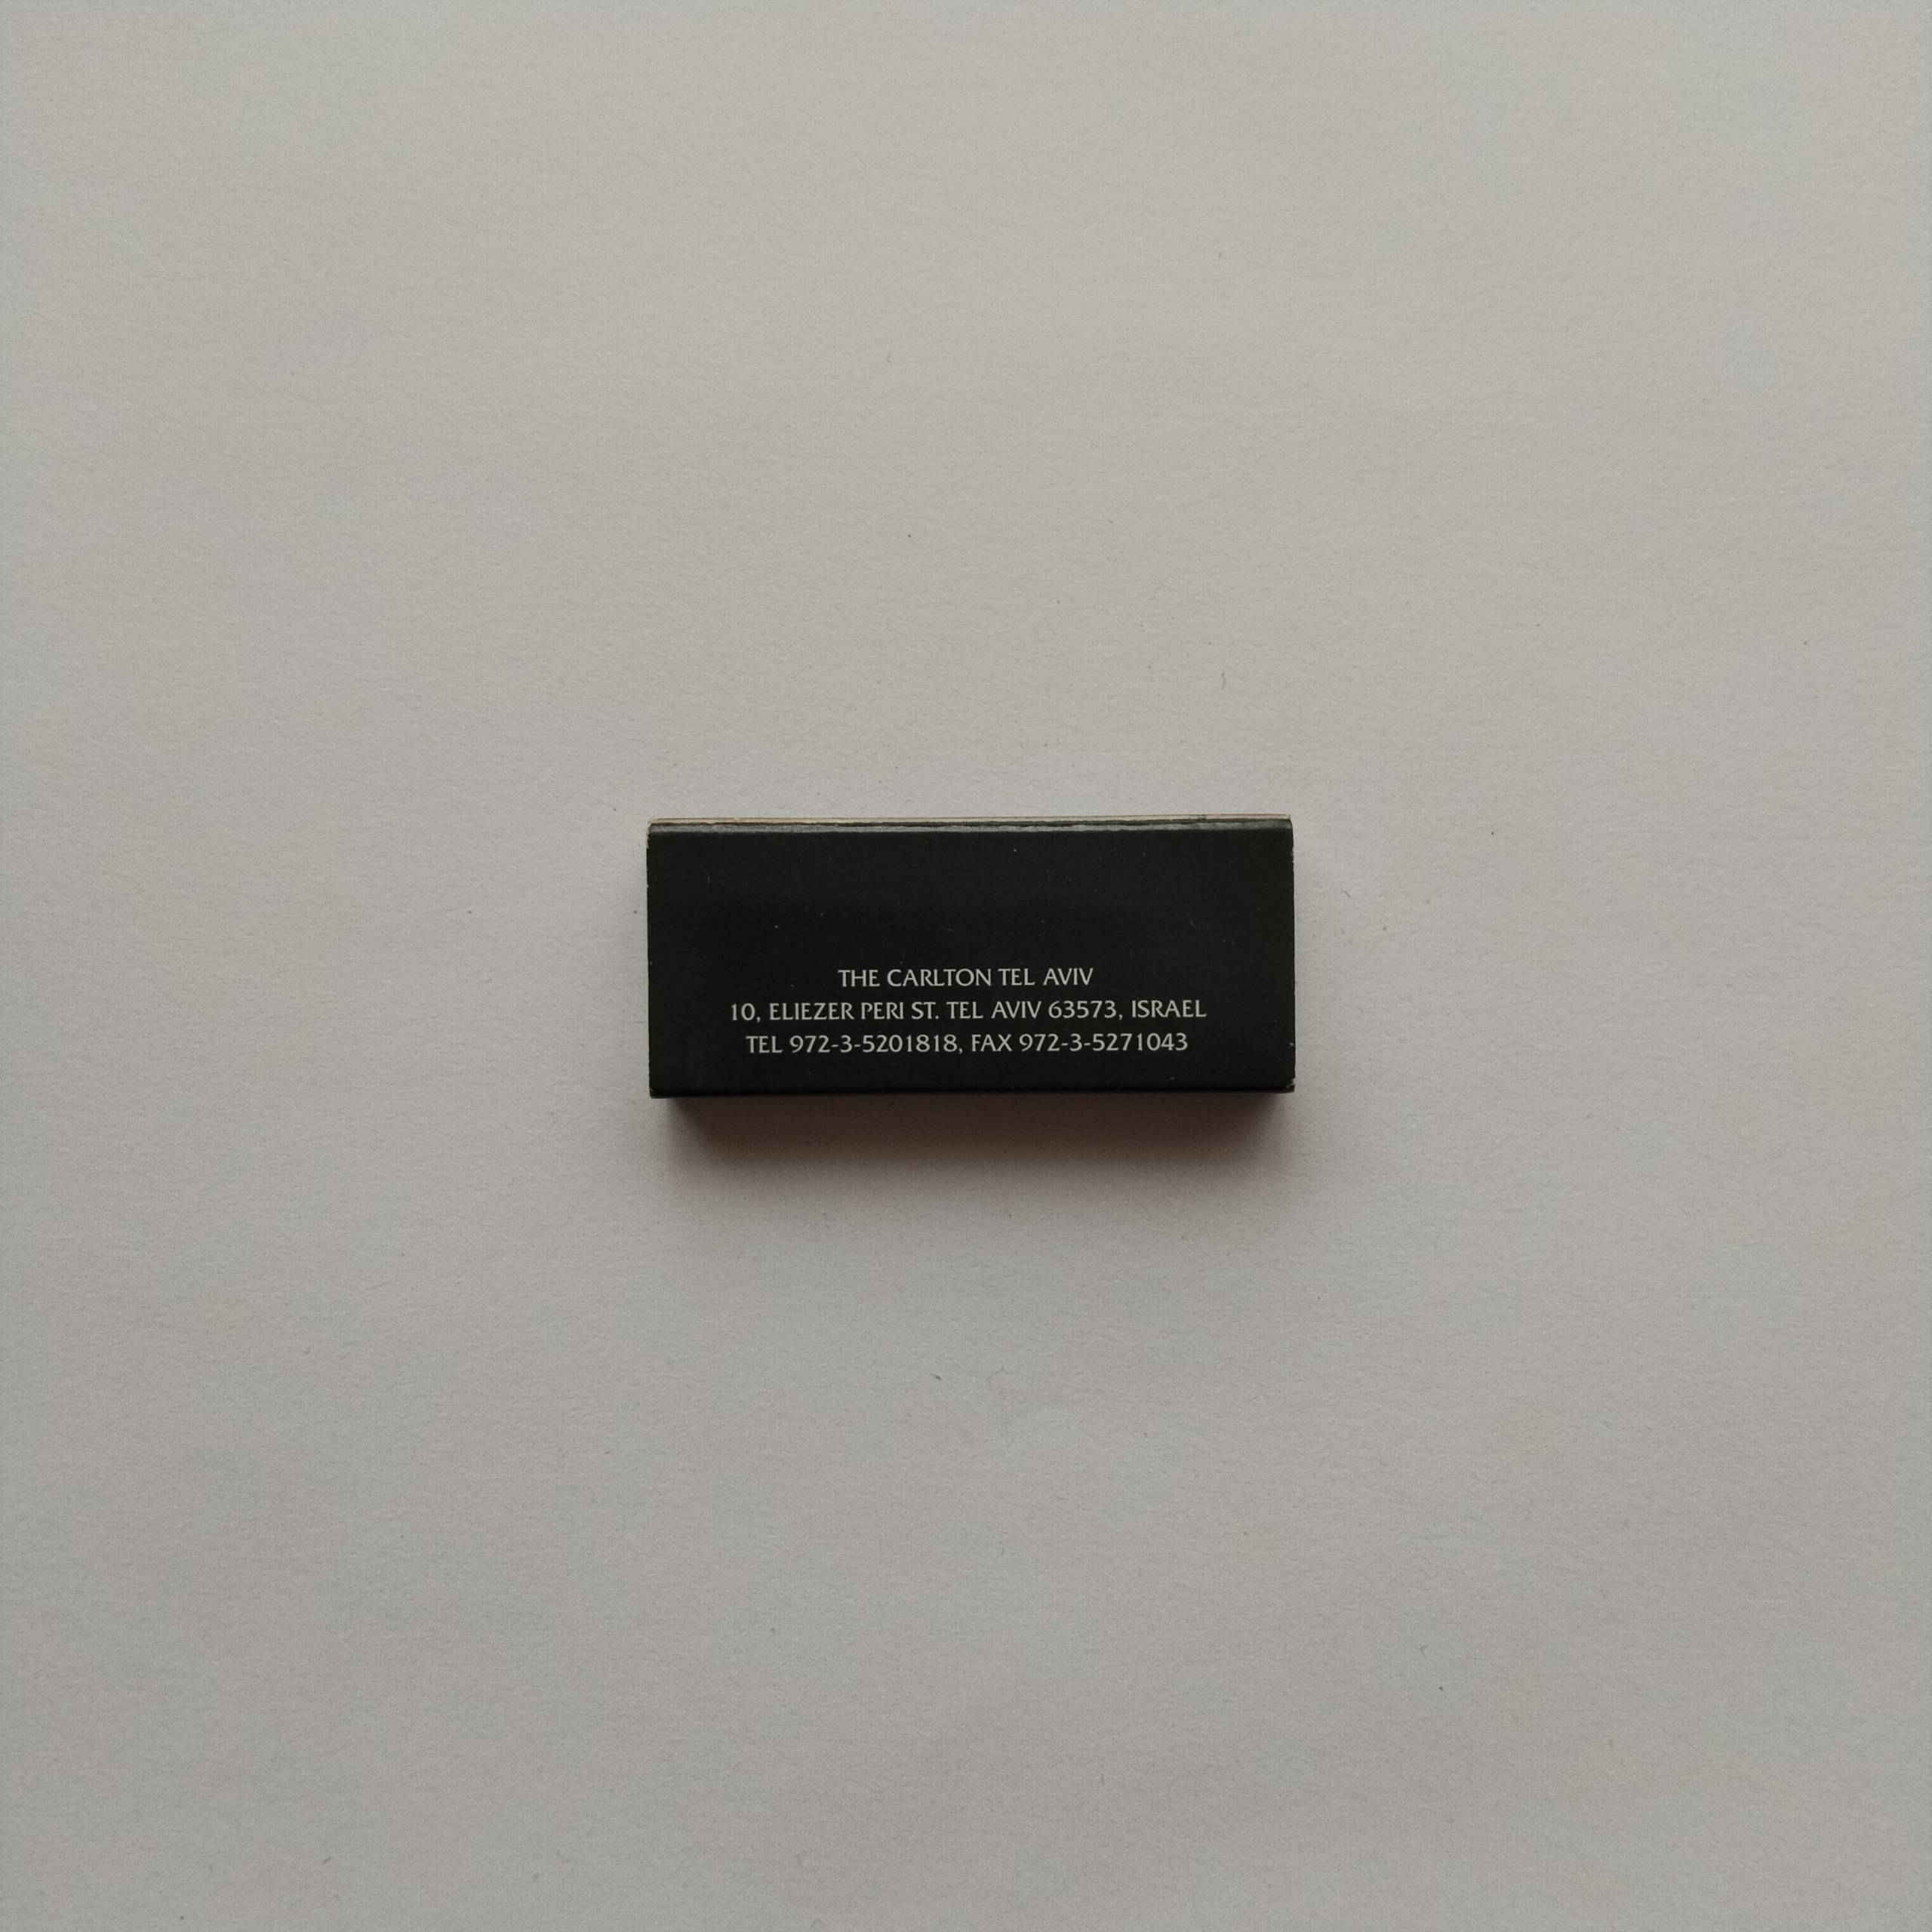 THE CARLTON TEL AVIV
10, ELIEZER PERI ST. TEL AVIV 63573, ISRAEL
TEL 972-3-5201818, FAX 972-3-5271043